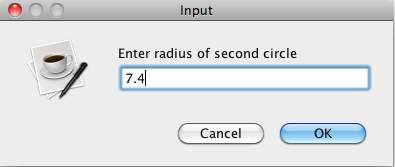 Input
Enter radius of second circle
7.4
Cancel
OK